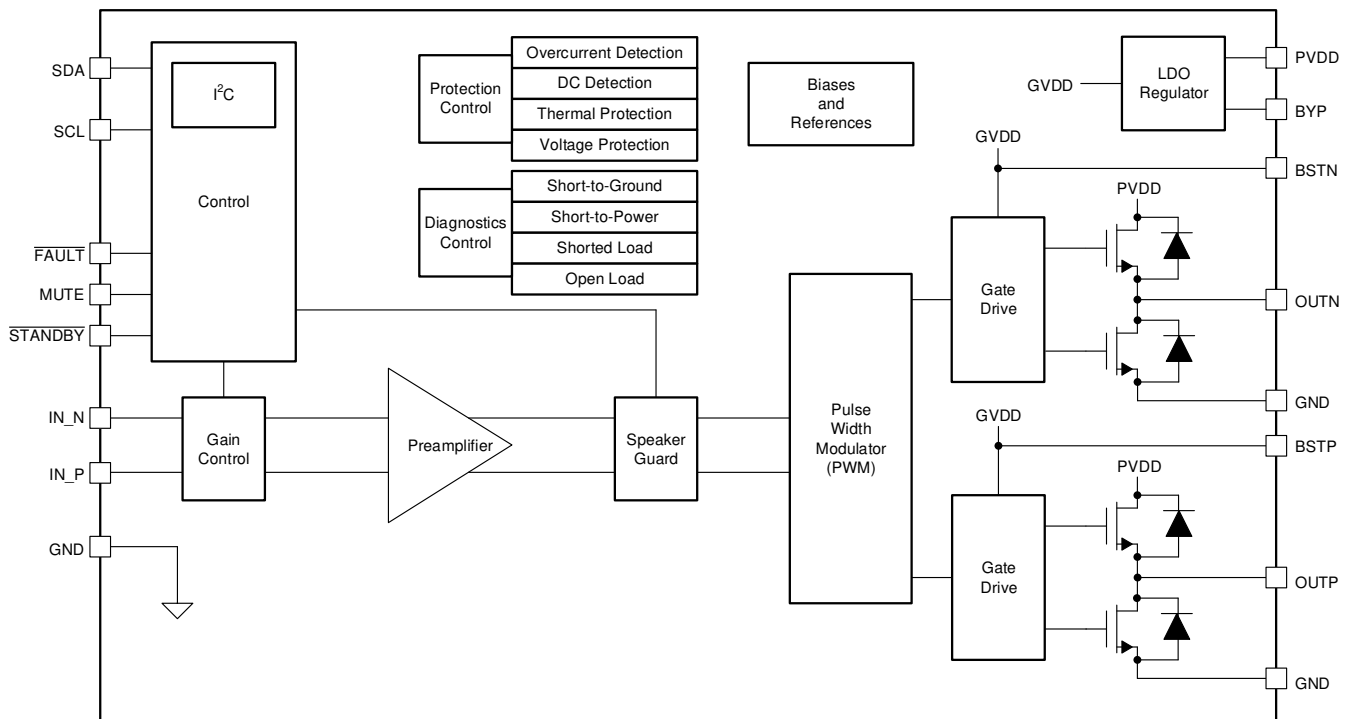 SDA
SCL
FAULT
MUTE
STANDBY
IN_N
IN_P
GND
I²C
Control
Protection
Control
Overcurrent Detection
DC Detection
Thermal Protection
Voltage Protection
Diagnostics
Control
Short-to-Ground
Short-to-Power
Shorted Load
Open Load
Biases
and
References
GVDD
LDO
Regulator
PVDD
BYP
GVDD
BSTN
PVDD
Gate
Drive
OUTN
GND
Gain
Control
Preamplifier
Speaker
Guard
Pulse
Width
Modulator
(PWM)
GVDD
BSTP
PVDD
Gate
Drive
OUTP
GND